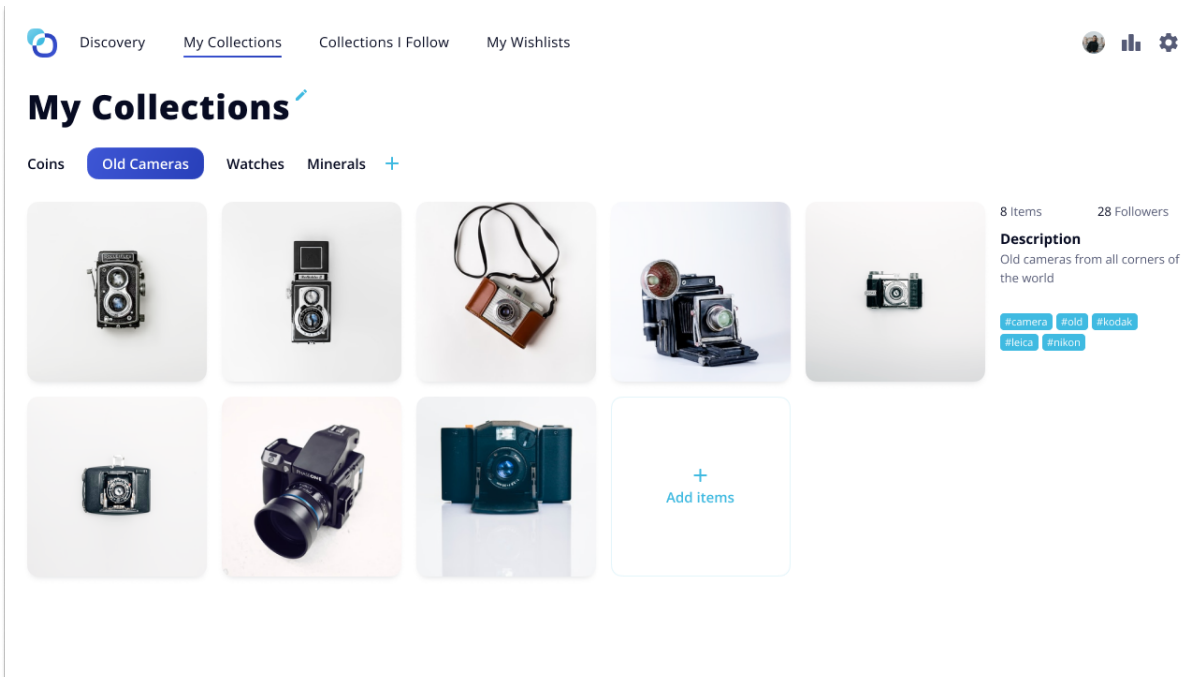 Discovery My Collections Collections I Follow My Wishlists
My Collections
Coins Old Cameras Watches Minerals +
8 Items 28 Followers
Description
Old cameras from all corners of
the world
#camera #old #kodak
#leica #nikon
+
Add items